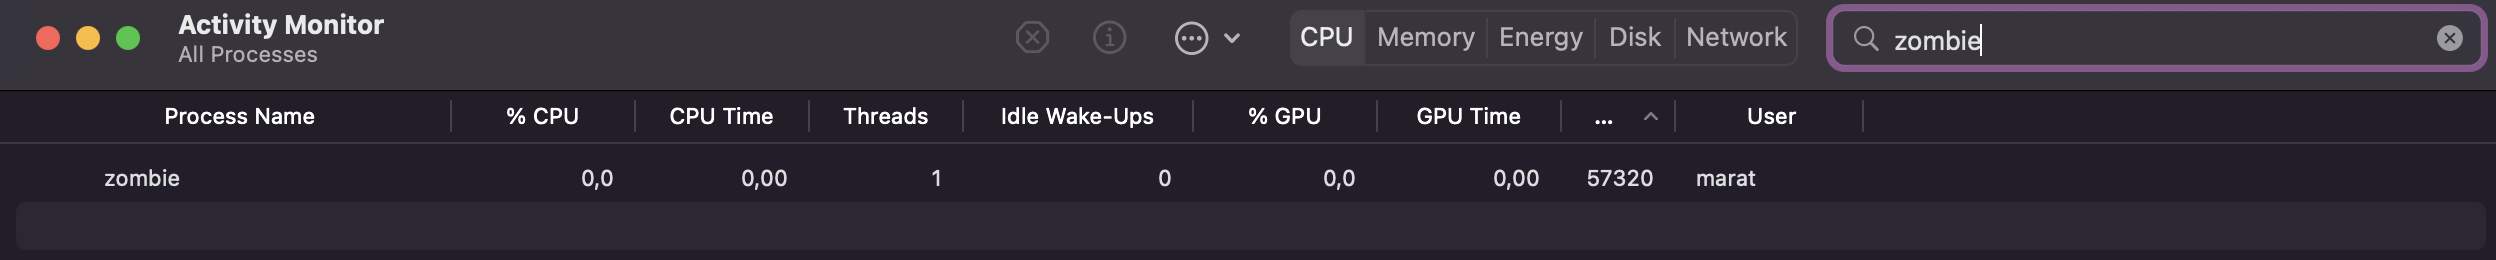 Activity Monitor
All Processes
CPU Memory Energy Disk Network
zombie
Process Name % CPU CPU Time Threads Idle Wake-Ups % GPU GPU Time ... User
zombie 0,0 0,00 1 0 0,0 0,00 57320 marat